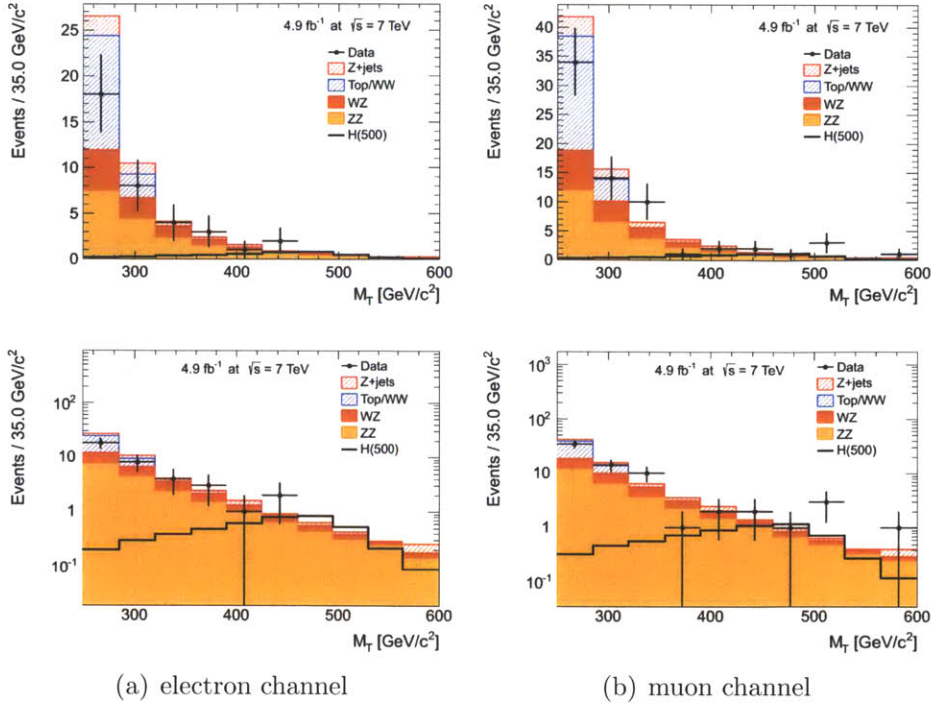 4.9 fb⁻¹ at √s = 7 TeV
Data
Z+jets
Top/WW
WZ
ZZ
H(500)
Events / 35.0 GeV/c²
25
20
15
10
5
0
300
400
500
600
M_T [GeV/c²]
4.9 fb⁻¹ at √s = 7 TeV
Data
Z+jets
Top/WW
WZ
ZZ
H(500)
Events / 35.0 GeV/c²
40
35
30
25
20
15
10
5
0
300
400
500
600
M_T [GeV/c²]
4.9 fb⁻¹ at √s = 7 TeV
Data
Z+jets
Top/WW
WZ
ZZ
H(500)
Events / 35.0 GeV/c²
10²
10
1
10⁻¹
300
400
500
600
M_T [GeV/c²]
4.9 fb⁻¹ at √s = 7 TeV
Data
Z+jets
Top/WW
WZ
ZZ
H(500)
Events / 35.0 GeV/c²
10³
10²
10
1
10⁻¹
300
400
500
600
M_T [GeV/c²]
(a) electron channel
(b) muon channel